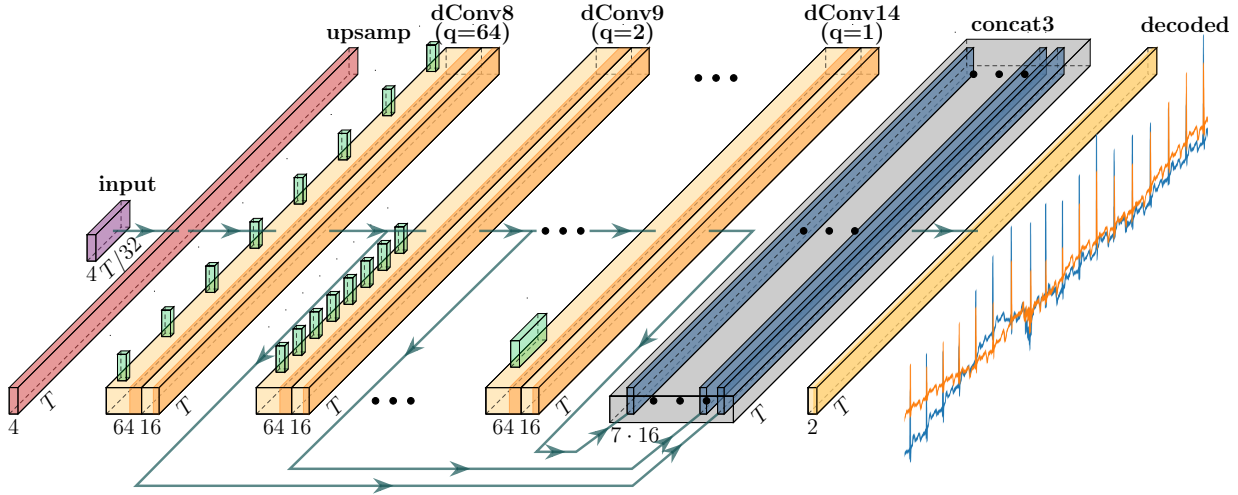 dConv8
dConv9
dConv14
upsamp
(q=64)
(q=2)
(q=1)
concat3
decoded
input
4
T/32
4
T
64 16
T
64 16
T
64 16
T
7 · 16
T
2
T